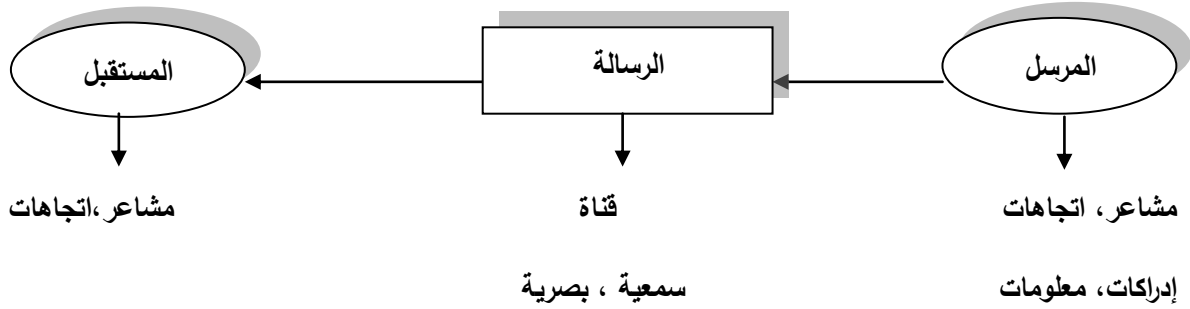 المرسل
الرسالة
المستقبل
مشاعر، اتجاهات
قناة
مشاعر،اتجاهات
إدراكات، معلومات
سمعية ، بصرية